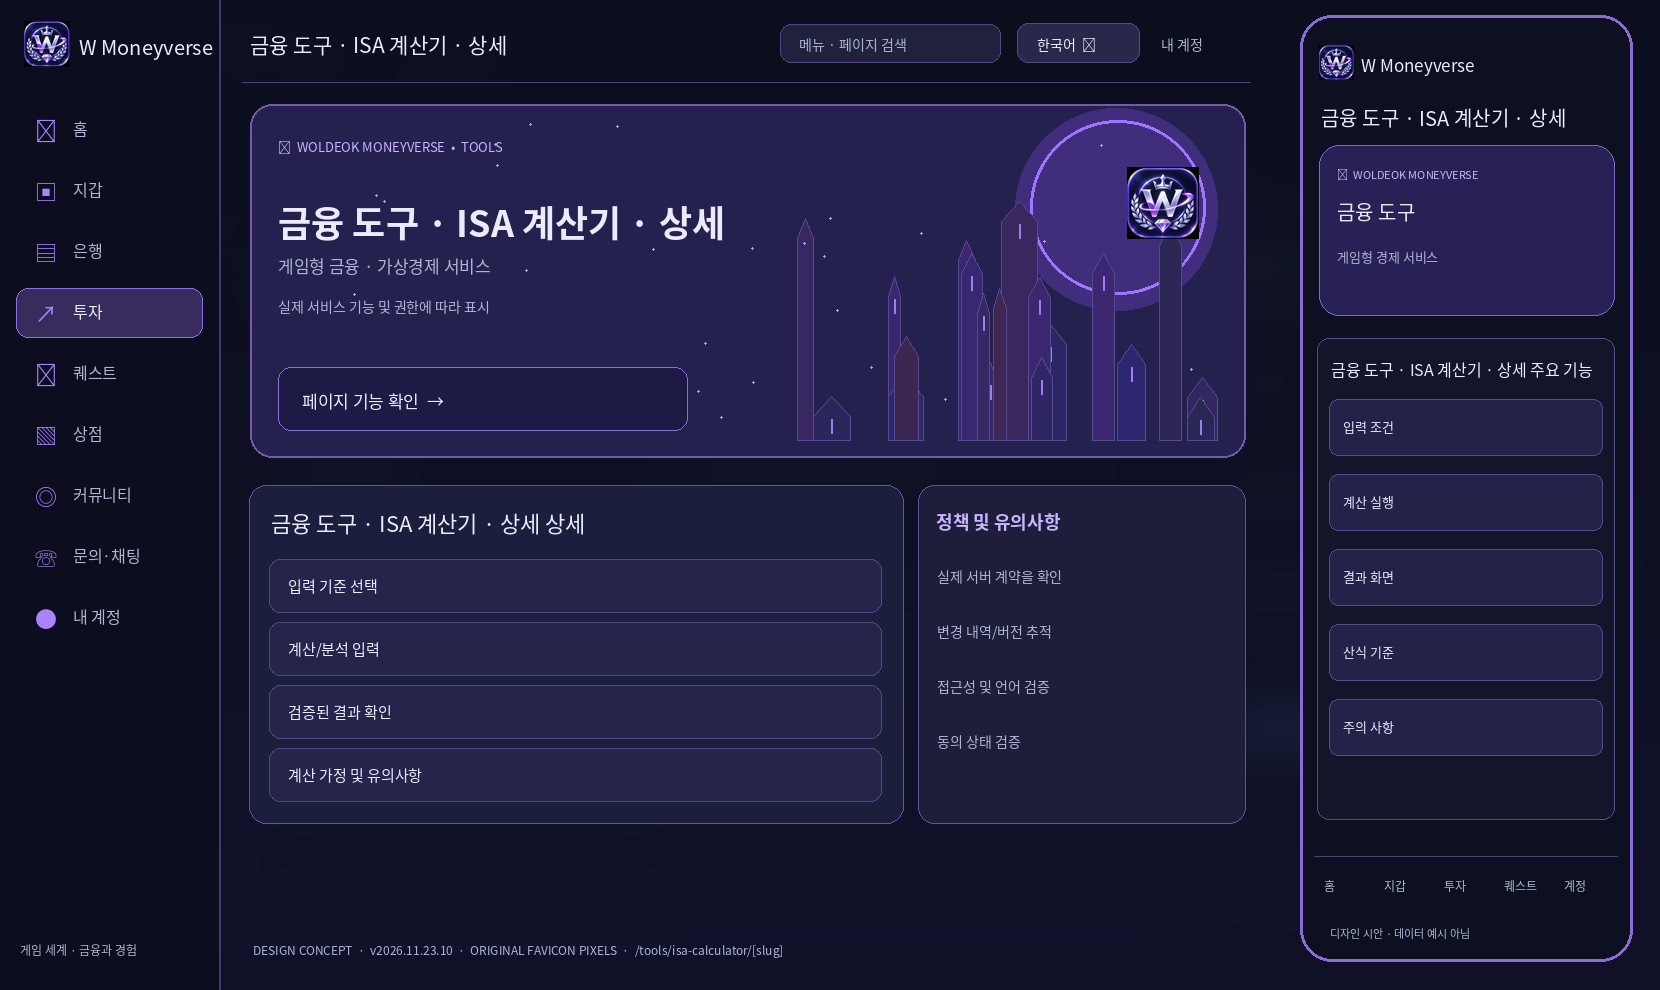 W Moneyverse
홈
지갑
은행
투자
퀘스트
상점
커뮤니티
문의·채팅
내 계정
게임 세계 · 금융과 경험
금융 도구 · ISA 계산기 · 상세
메뉴 · 페이지 검색
한국어
내 계정
WOLDEOK MONEYVERSE • TOOLS
금융 도구 · ISA 계산기 · 상세
게임형 금융 · 가상경제 서비스
실제 서비스 기능 및 권한에 따라 표시
페이지 기능 확인 →
금융 도구 · ISA 계산기 · 상세 상세
입력 기준 선택
계산/분석 입력
검증된 결과 확인
계산 가정 및 유의사항
정책 및 유의사항
실제 서버 계약을 확인
변경 내역/버전 추적
접근성 및 언어 검증
동의 상태 검증
DESIGN CONCEPT · v2026.11.23.10 · ORIGINAL FAVICON PIXELS · /tools/isa-calculator/[slug]
W Moneyverse
금융 도구 · ISA 계산기 · 상세
WOLDEOK MONEYVERSE
금융 도구
게임형 경제 서비스
금융 도구 · ISA 계산기 · 상세 주요 기능
입력 조건
계산 실행
결과 화면
산식 기준
주의 사항
홈 지갑 투자 퀘스트 계정
디자인 시안 · 데이터 예시 아님